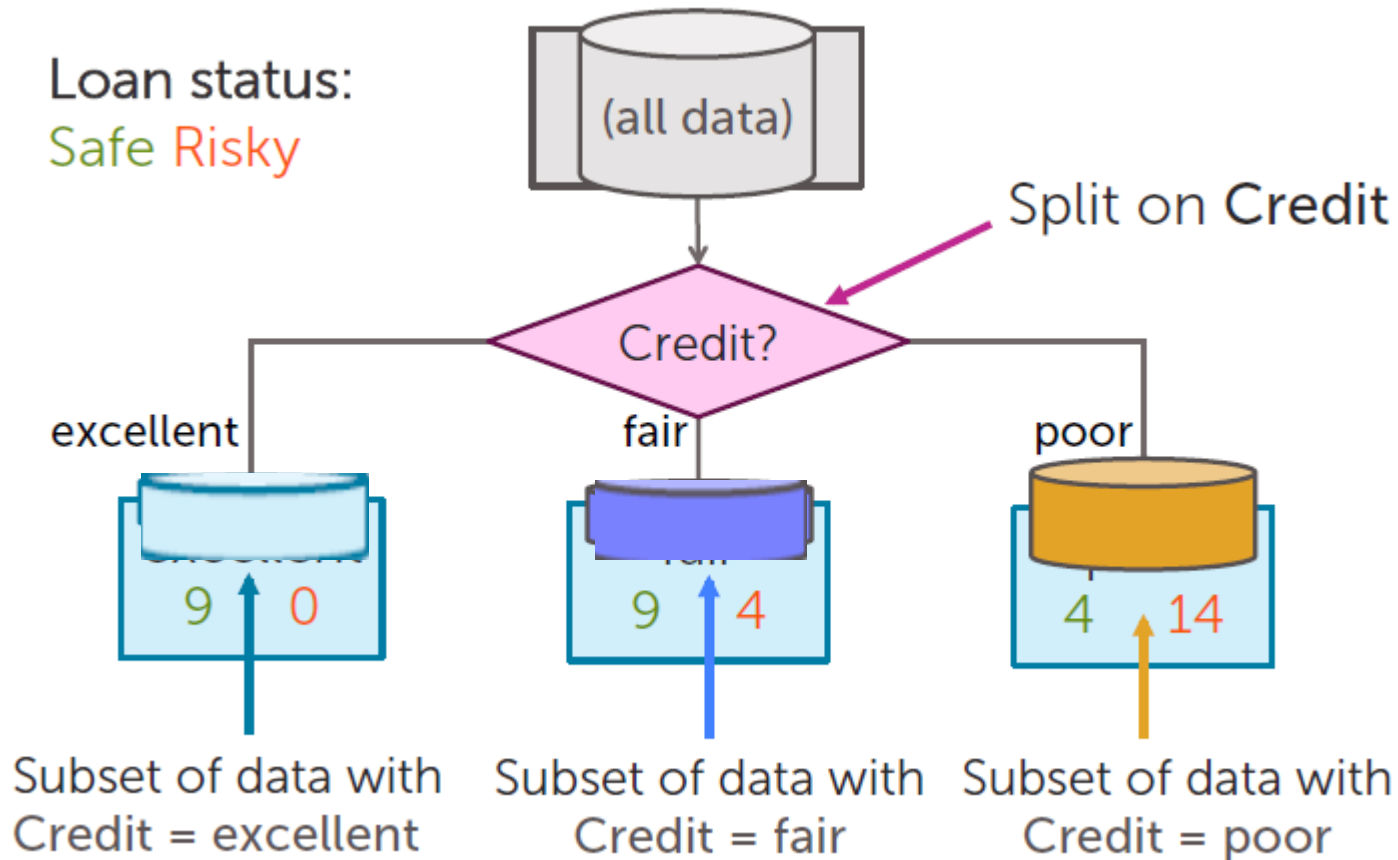 Loan status:
Safe Risky
(all data)
Split on Credit
Credit?
excellent
fair
poor
9 0
9 4
4 14
Subset of data with
Credit = excellent
Subset of data with
Credit = fair
Subset of data with
Credit = poor